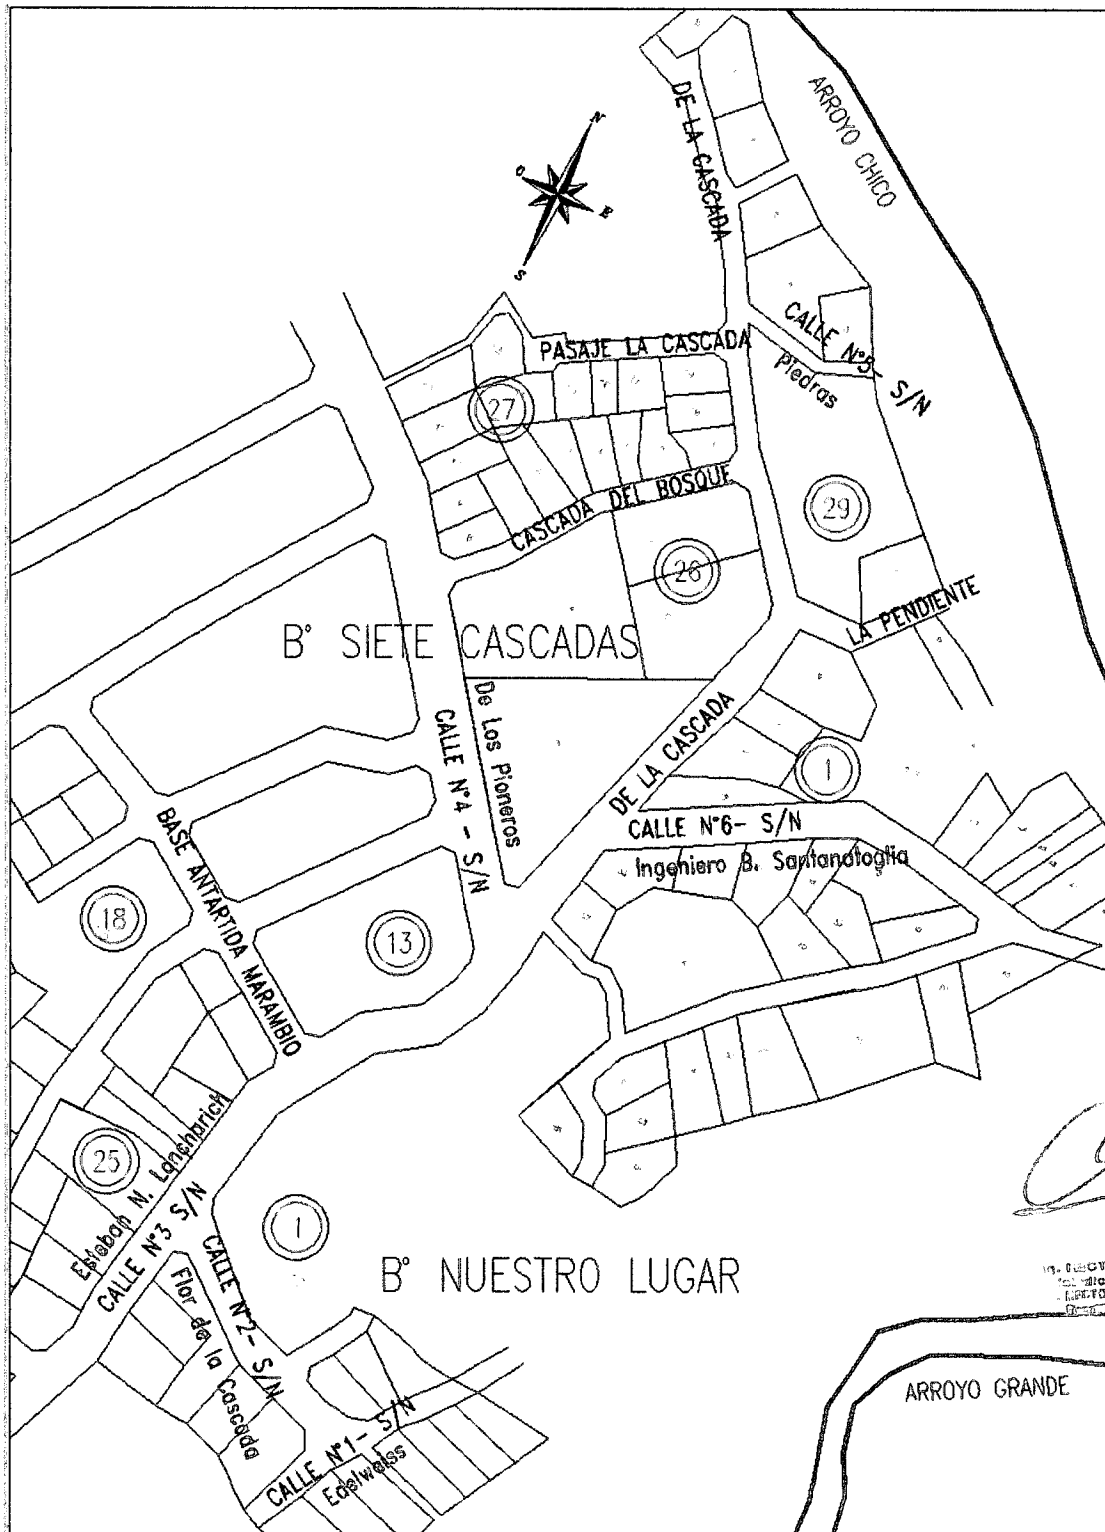 DE LA CASCADA
ARROYO CHICO
N
O
E
S
CALLE N°5- S/N
Piedras
PASAJE LA CASCADA
27
CASCADA DEL BOSQUE
29
26
LA PENDIENTE
B° SIETE CASCADAS
De Los Pioneros
CALLE N°4 - S/N
DE LA CASCADA
1
CALLE N°6- S/N
Ingeniero B. Santanatoglia
BASE ANTARTIDA MARAMBIO
18
13
25
Esteban N. Lancharich
CALLE N°3 S/N
1
CALLE N°2- S/N
Flor de la Cascada
B° NUESTRO LUGAR
ARROYO GRANDE
CALLE N°1- S/N
Edelweiss